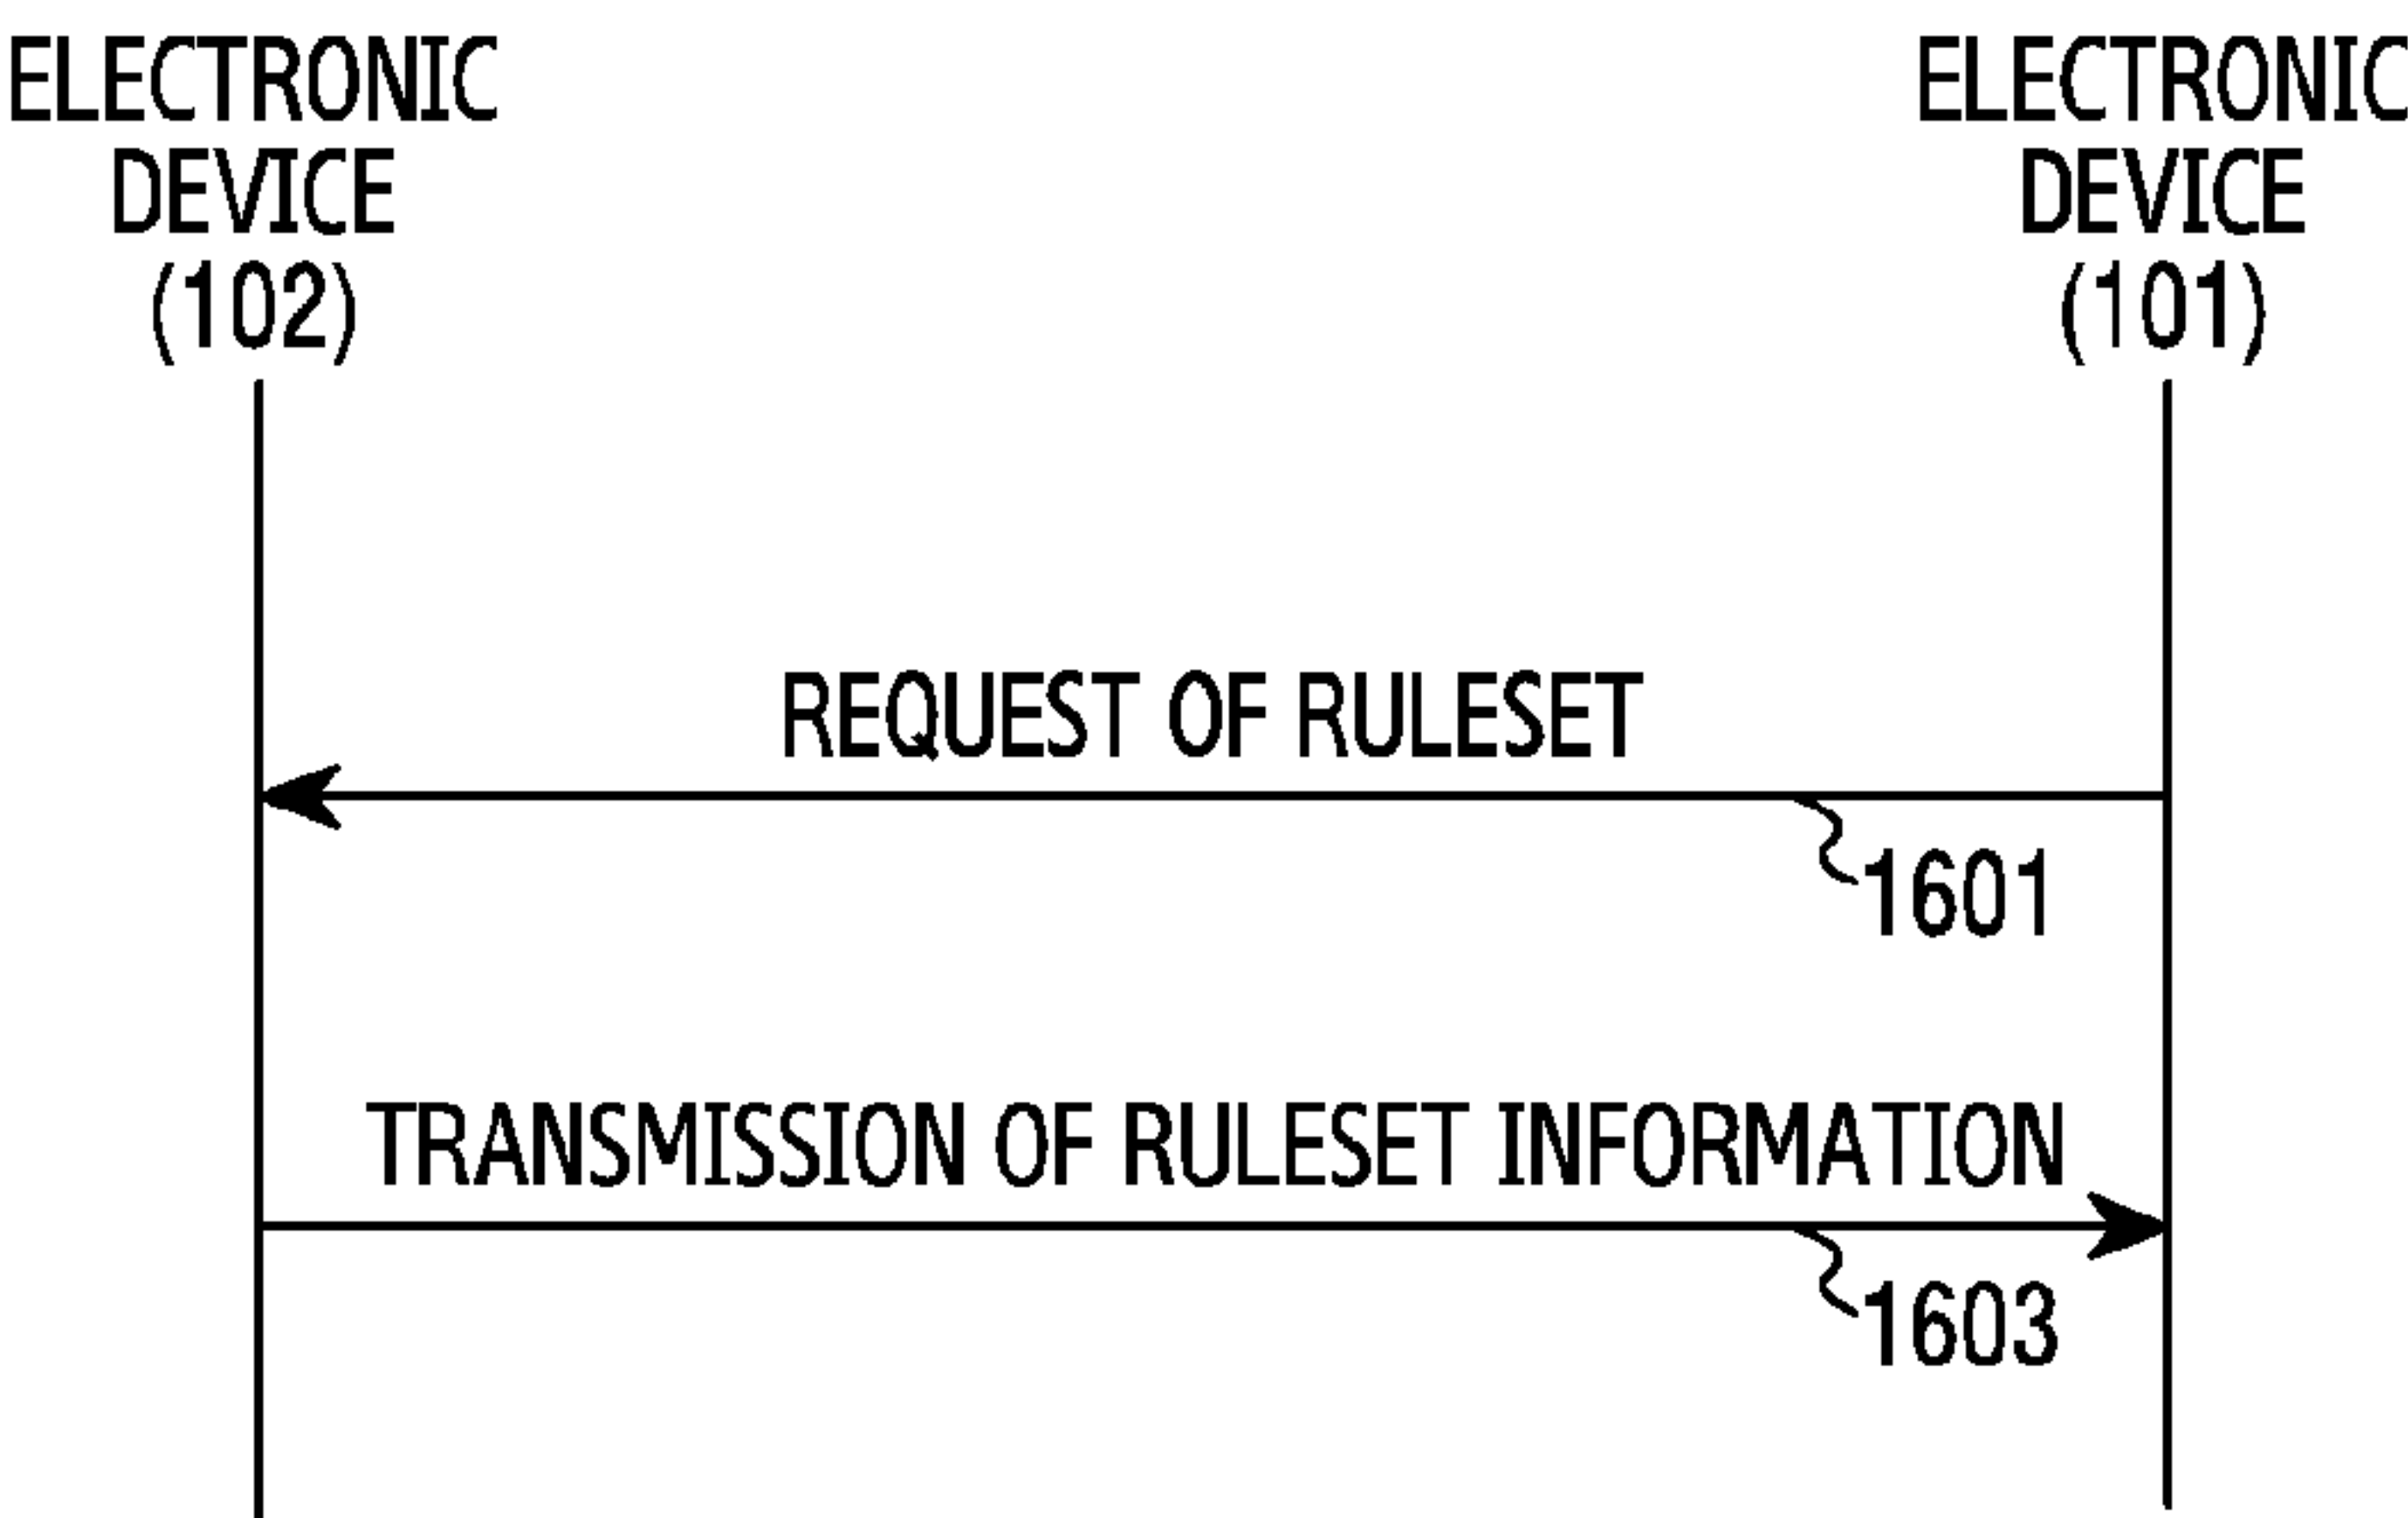 ELECTRONIC
DEVICE
(102)
ELECTRONIC
DEVICE
(101)
REQUEST OF RULESET
1601
TRANSMISSION OF RULESET INFORMATION
1603